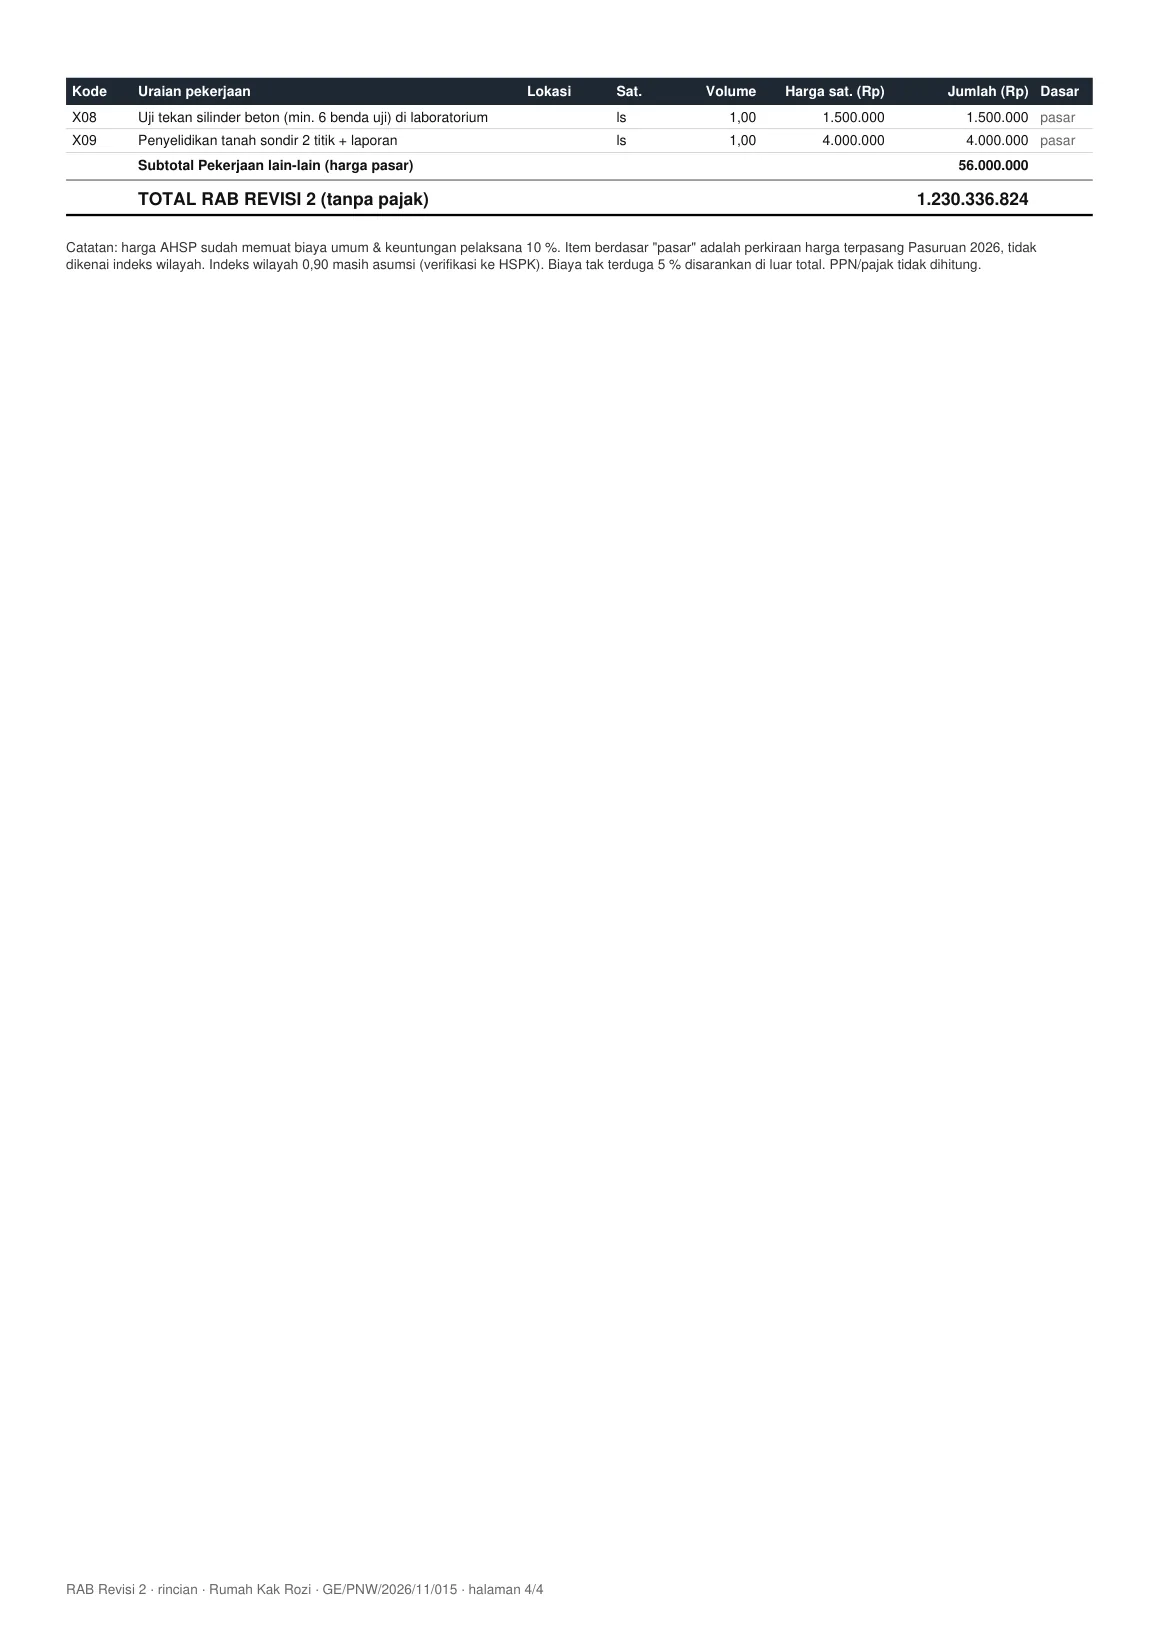 Kode Uraian pekerjaan Lokasi Sat. Volume Harga sat. (Rp) Jumlah (Rp) Dasar
X08 Uji tekan silinder beton (min. 6 benda uji) di laboratorium ls 1,00 1.500.000 1.500.000 pasar
X09 Penyelidikan tanah sondir 2 titik + laporan ls 1,00 4.000.000 4.000.000 pasar
Subtotal Pekerjaan lain-lain (harga pasar) 56.000.000
TOTAL RAB REVISI 2 (tanpa pajak) 1.230.336.824
Catatan: harga AHSP sudah memuat biaya umum & keuntungan pelaksana 10 %. Item berdasar "pasar" adalah perkiraan harga terpasang Pasuruan 2026, tidak
dikenai indeks wilayah. Indeks wilayah 0,90 masih asumsi (verifikasi ke HSPK). Biaya tak terduga 5 % disarankan di luar total. PPN/pajak tidak dihitung.
RAB Revisi 2 · rincian · Rumah Kak Rozi · GE/PNW/2026/11/015 · halaman 4/4